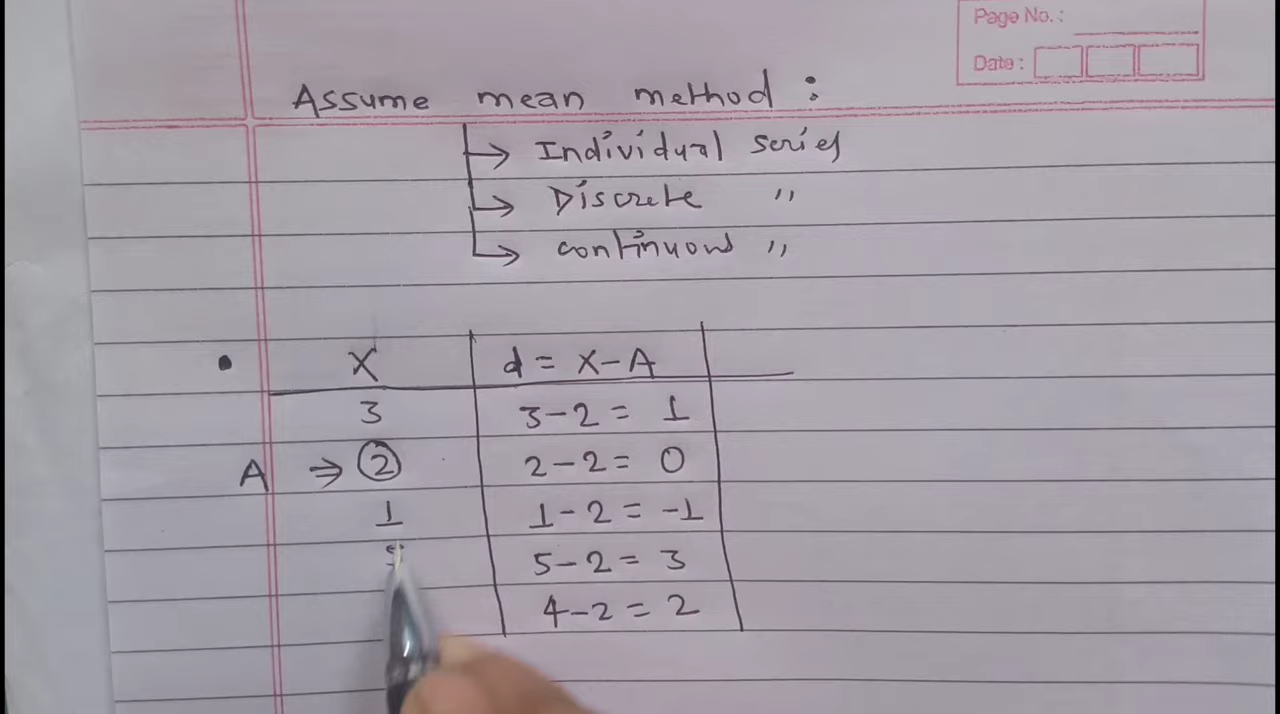 Page No. :
Date :
Assume mean method :
→ Individual series
→ Discrete "
→ continuous "
• X d = X - A
3 3 - 2 = 1
A ⇒ 2 2 - 2 = 0
1 1 - 2 = -1
5 - 2 = 3
4 - 2 = 2